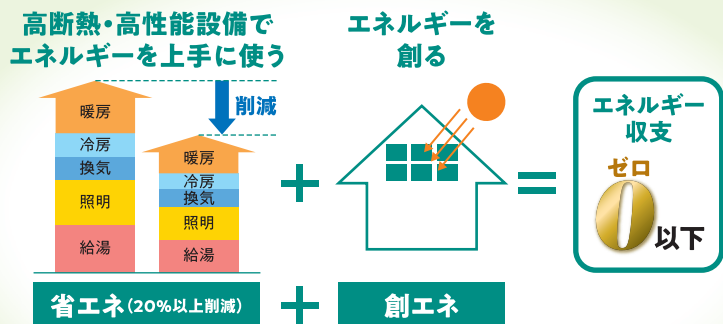 高断熱・高性能設備で
エネルギーを上手に使う
エネルギーを
創る
削減
暖房
冷房
換気
照明
給湯
暖房
冷房
換気
照明
給湯
+
=
エネルギー
収支
ゼロ
0以下
省エネ(20%以上削減)
+
創エネ